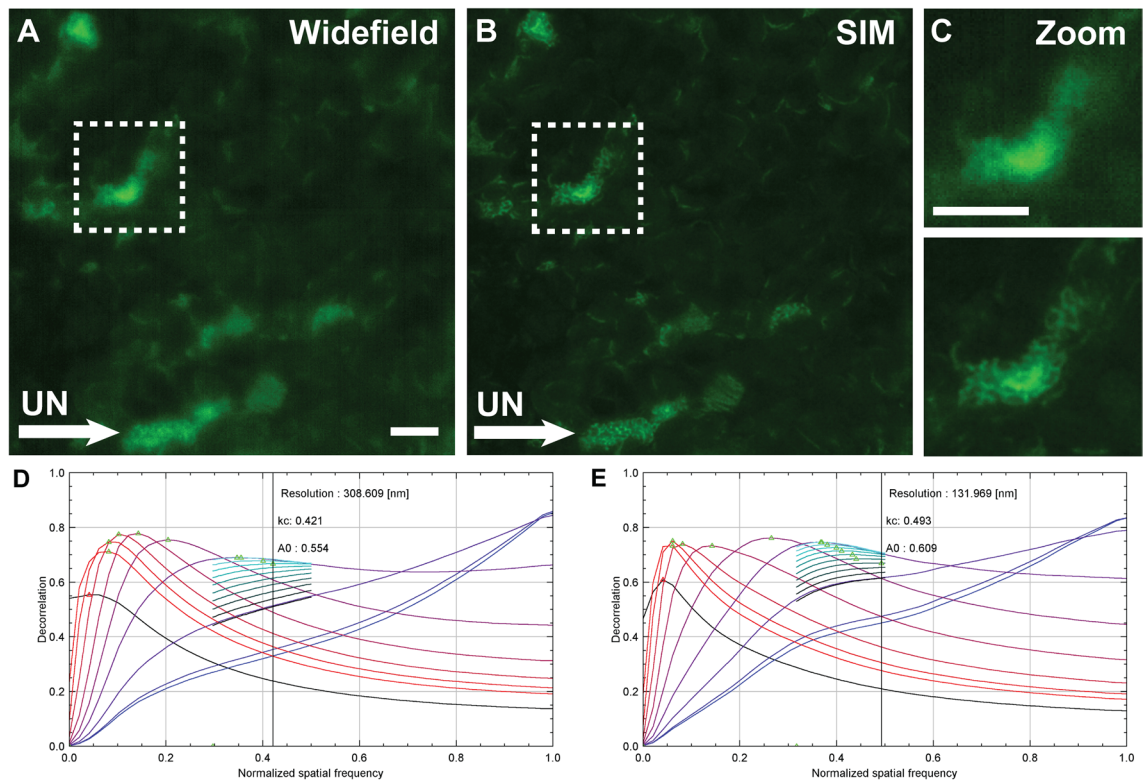 A Widefield
B SIM
C Zoom
UN
UN
D
1.0
0.8
0.6
0.4
0.2
0.0
Decorrelation
Resolution : 308.609 [nm]
kc: 0.421
A0 : 0.554
0.0 0.2 0.4 0.6 0.8 1.0
Normalized spatial frequency
E
1.0
0.8
0.6
0.4
0.2
0.0
Decorrelation
Resolution : 131.969 [nm]
kc: 0.493
A0 : 0.609
0.0 0.2 0.4 0.6 0.8 1.0
Normalized spatial frequency